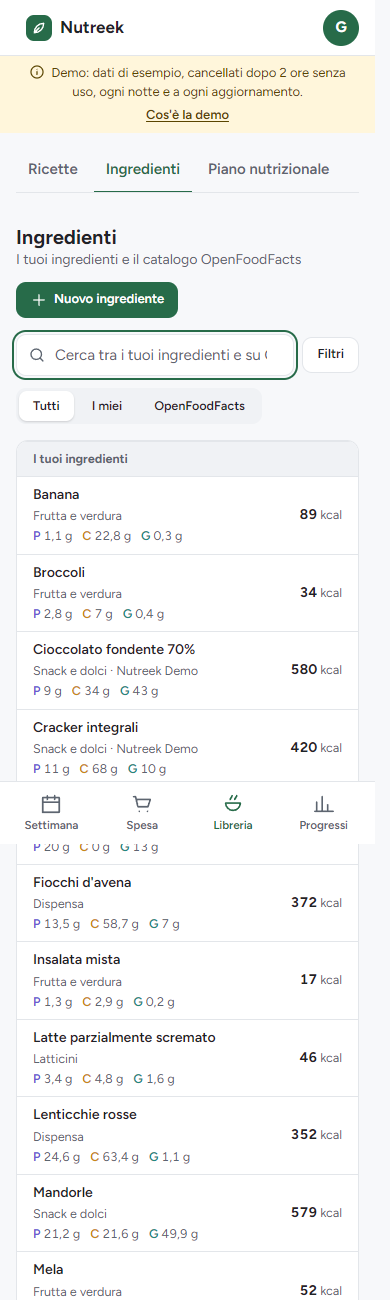 Nutreek
G
Demo: dati di esempio, cancellati dopo 2 ore senza
uso, ogni notte e a ogni aggiornamento.
Cos'è la demo
Ricette
Ingredienti
Piano nutrizionale
Ingredienti
I tuoi ingredienti e il catalogo OpenFoodFacts
Nuovo ingrediente
Cerca tra i tuoi ingredienti e su
Filtri
Tutti
I miei
OpenFoodFacts
I tuoi ingredienti
Banana
Frutta e verdura
P 1,1 g C 22,8 g G 0,3 g
89 kcal
Broccoli
Frutta e verdura
P 2,8 g C 7 g G 0,4 g
34 kcal
Cioccolato fondente 70%
Snack e dolci · Nutreek Demo
P 9 g C 34 g G 43 g
580 kcal
Cracker integrali
Snack e dolci · Nutreek Demo
P 11 g C 68 g G 10 g
420 kcal
Settimana
Spesa
Libreria
Progressi
P 20 g C 0 g G 13 g
Fiocchi d'avena
Dispensa
P 13,5 g C 58,7 g G 7 g
372 kcal
Insalata mista
Frutta e verdura
P 1,3 g C 2,9 g G 0,2 g
17 kcal
Latte parzialmente scremato
Latticini
P 3,4 g C 4,8 g G 1,6 g
46 kcal
Lenticchie rosse
Dispensa
P 24,6 g C 63,4 g G 1,1 g
352 kcal
Mandorle
Snack e dolci
P 21,2 g C 21,6 g G 49,9 g
579 kcal
Mela
Frutta e verdura
52 kcal